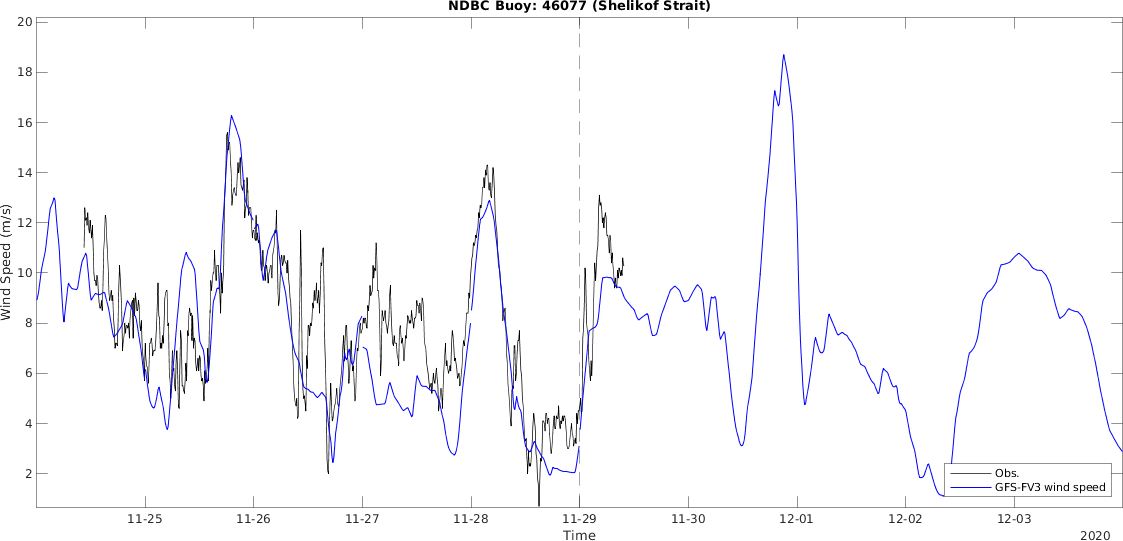 NDBC Buoy: 46077 (Shelikof Strait)
20
18
16
14
12
10
8
6
4
2
Wind Speed (m/s)
Obs.
GFS-FV3 wind speed
11-25 11-26 11-27 11-28 11-29 11-30 12-01 12-02 12-03
Time
2020